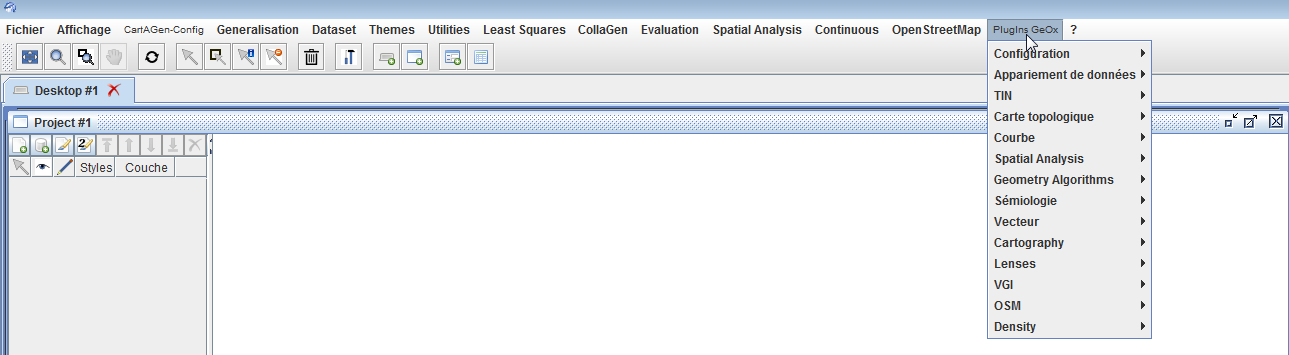 Fichier Affichage CartAGen-Config Generalisation Dataset Themes Utilities Least Squares CollaGen Evaluation Spatial Analysis Continuous OpenStreetMap PlugIns GeOx ?
Desktop #1
Project #1
Styles Couche
Configuration
Appariement de données
TIN
Carte topologique
Courbe
Spatial Analysis
Geometry Algorithms
Sémiologie
Vecteur
Cartography
Lenses
VGI
OSM
Density